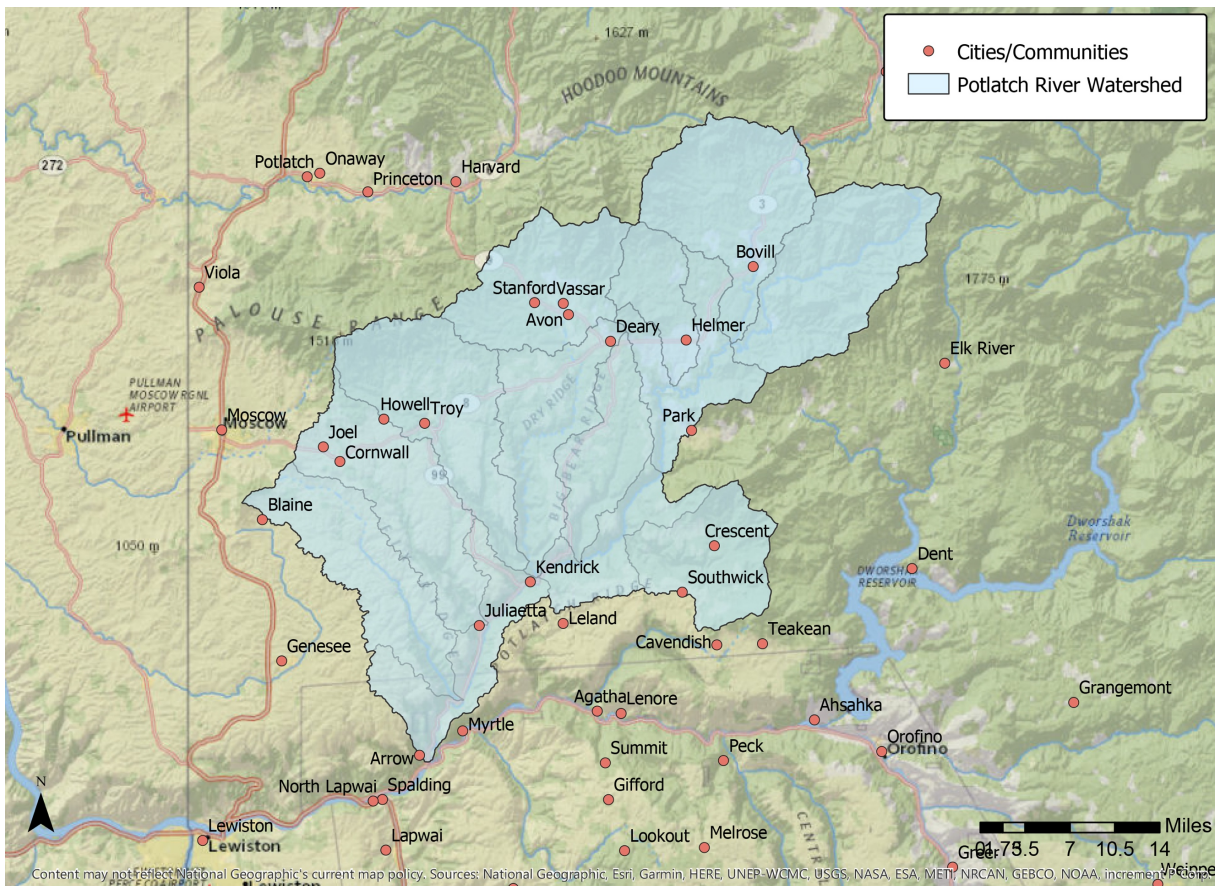 1627 m
Cities/Communities
Potlatch River Watershed
HOODOO MOUNTAINS
272
Potlatch
Onaway
Princeton
Harvard
3
Bovill
Viola
1775 m
Stanford
Vassar
Avon
PALOUSE RANGE
Deary
Helmer
Elk River
PULLMAN
MOSCOW RGNL
AIRPORT
DRY RIDGE
Howell
Troy
8
Park
Moscow
Moscow
Pullman
Joel
Cornwall
99
BIG BEAR RIDGE
Blaine
Crescent
Dworshak
Reservoir
1050 m
Dent
DWORSHAK
RESERVOIR
Kendrick
Southwick
Juliaetta
Leland
Teakean
Cavendish
Genesee
Grangemont
Agatha
Lenore
Ahsahka
Myrtle
Orofino
Orofino
Arrow
Summit
Peck
N
North Lapwai
Spalding
Gifford
Lewiston
Lewiston
Lapwai
Lookout
Melrose
Miles
0 1.75 3.5 7 10.5 14
Greer
Weippe
Content may not reflect National Geographic's current map policy. Sources: National Geographic, Esri, Garmin, HERE, UNEP-WCMC, USGS, NASA, ESA, METI, NRCAN, GEBCO, NOAA, increment P Corp.
Lewiston